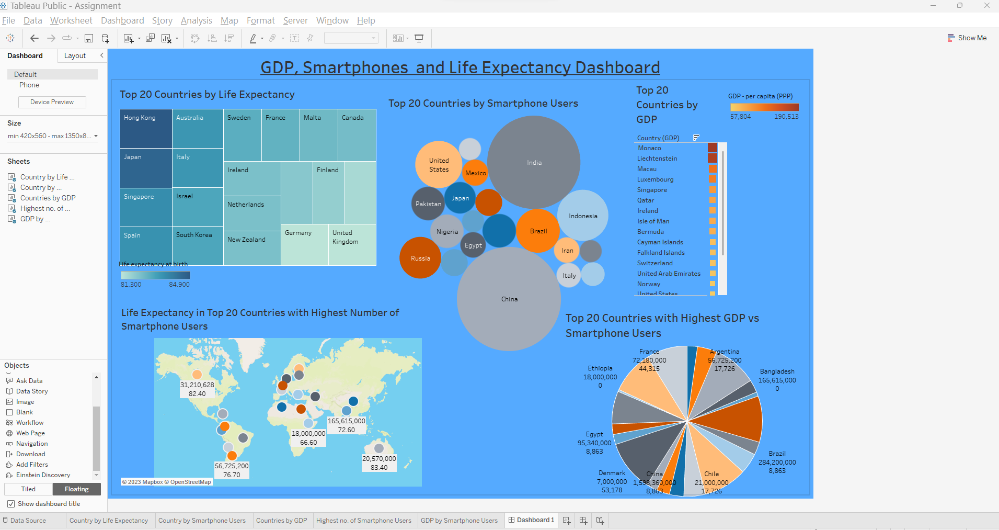 Tableau Public - Assignment
File Data Worksheet Dashboard Story Analysis Map Format Server Window Help
Show Me
Dashboard
Layout
Default
Phone
Device Preview
Size
min 420x560 - max 1350x8...
Sheets
Country by Life ...
Country by ...
Countries by GDP
Highest no. of ...
GDP by ...
Objects
Ask Data
Data Story
Image
Blank
Workflow
Web Page
Navigation
Download
Add Filters
Einstein Discovery
Tiled
Floating
Show dashboard title
GDP, Smartphones  and Life Expectancy Dashboard
Top 20 Countries by Life Expectancy
Hong Kong
Australia
Sweden
France
Malta
Canada
Japan
Italy
Ireland
Finland
Singapore
Israel
Netherlands
Spain
South Korea
New Zealand
Germany
United
Kingdom
Life expectancy at birth
81.300
84.900
Top 20 Countries by Smartphone Users
United
States
India
Mexico
Pakistan
Japan
Indonesia
Nigeria
Brazil
Egypt
Iran
Russia
Italy
China
Top 20
Countries by
GDP
GDP - per capita (PPP)
57,804
190,513
Country (GDP)
Monaco
Liechtenstein
Macau
Luxembourg
Singapore
Qatar
Ireland
Isle of Man
Bermuda
Cayman Islands
Falkland Islands
Switzerland
United Arab Emirates
Norway
United States
Life Expectancy in Top 20 Countries with Highest Number of
Smartphone Users
31,210,628
82.40
165,615,000
72.60
18,000,000
66.60
20,570,000
83.40
56,725,200
76.70
© 2023 Mapbox © OpenStreetMap
Top 20 Countries with Highest GDP vs
Smartphone Users
France
72,180,000
44,315
Argentina
56,725,200
17,726
Ethiopia
18,000,000
0
Bangladesh
165,615,000
0
Egypt
95,340,000
8,863
Brazil
284,200,000
8,863
Denmark
7,000,000
53,178
China
1,598,360,000
8,863
Chile
21,000,000
17,726
Data Source
Country by Life Expectancy
Country by Smartphone Users
Countries by GDP
Highest no. of Smartphone Users
GDP by Smartphone Users
Dashboard 1